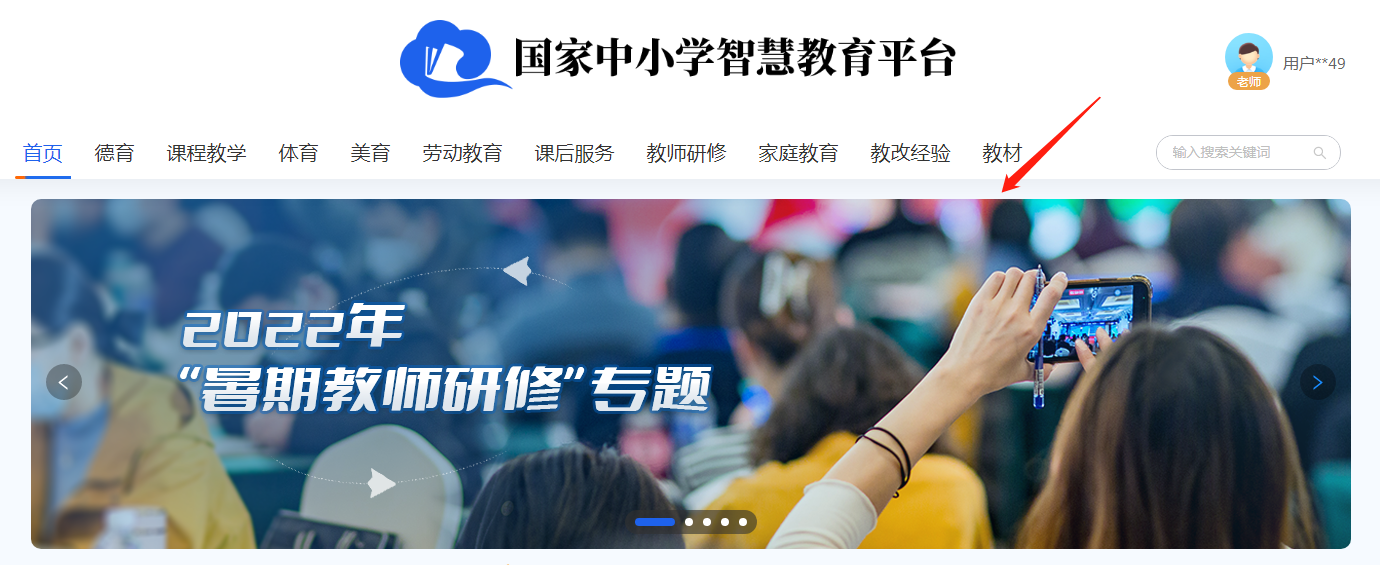 国家中小学智慧教育平台
老师
用户**49
首页 德育 课程教学 体育 美育 劳动教育 课后服务 教师研修 家庭教育 教改经验 教材
输入搜索关键词
2022年
“暑期教师研修”专题